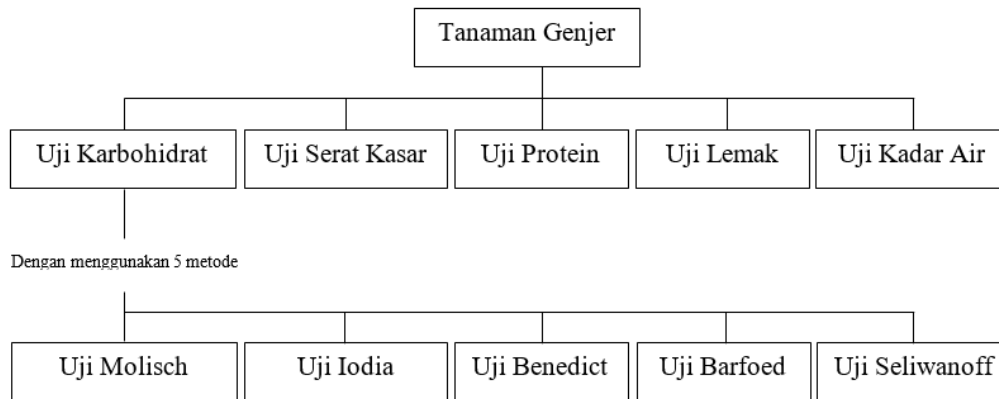 Tanaman Genjer
Uji Karbohidrat
Uji Serat Kasar
Uji Protein
Uji Lemak
Uji Kadar Air
Dengan menggunakan 5 metode
Uji Molisch
Uji Iodia
Uji Benedict
Uji Barfoed
Uji Seliwanoff